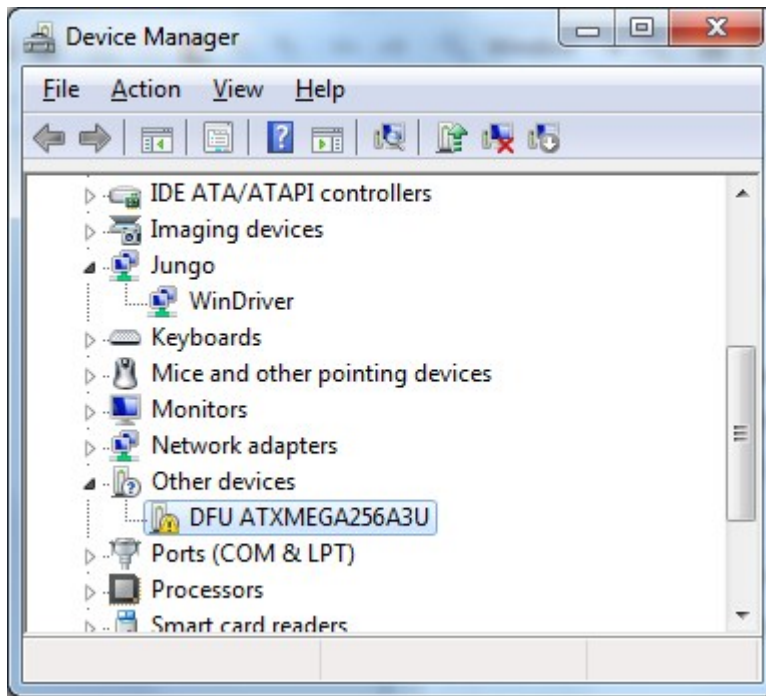 Device Manager
File Action View Help
IDE ATA/ATAPI controllers
Imaging devices
Jungo
WinDriver
Keyboards
Mice and other pointing devices
Monitors
Network adapters
Other devices
DFU ATXMEGA256A3U
Ports (COM & LPT)
Processors
Smart card readers